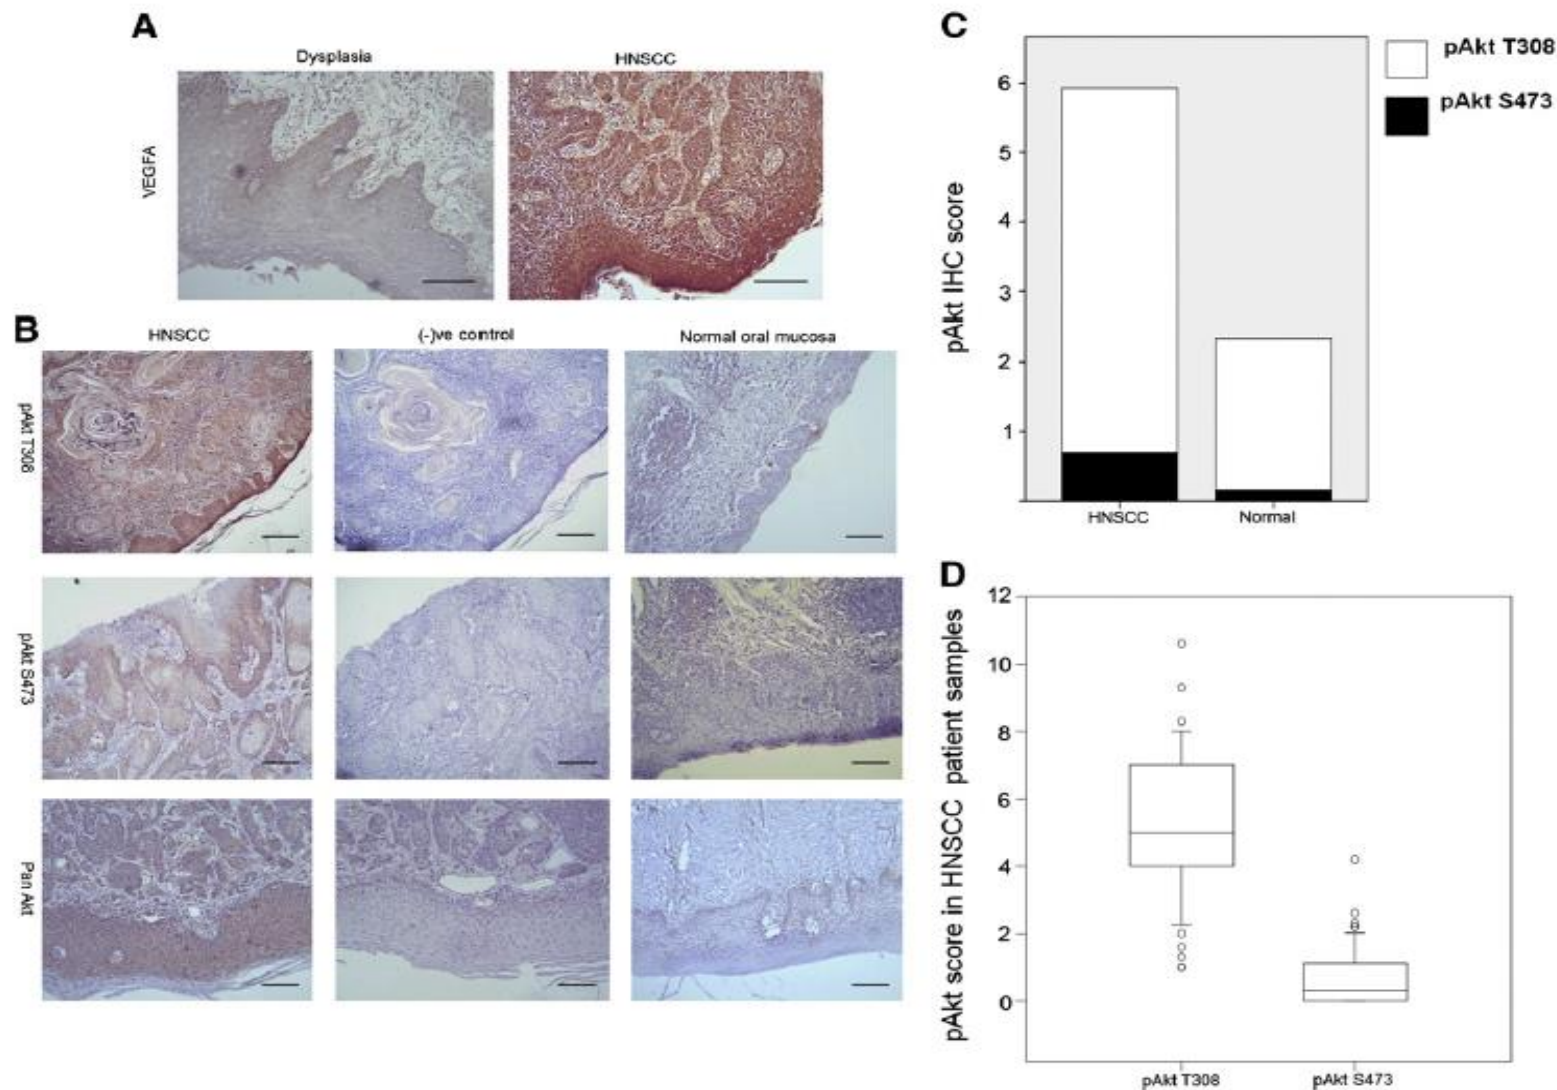 A
Dysplasia
HNSCC
VEGFA
B
HNSCC
(-)ve control
Normal oral mucosa
pAkt T308
pAkt S473
Pan Akt
C
pAkt T308
pAkt S473
pAkt IHC score
6
5
4
3
2
1
HNSCC
Normal
D
pAkt score in HNSCC patient samples
12
10
8
6
4
2
0
pAkt T308
pAkt S473